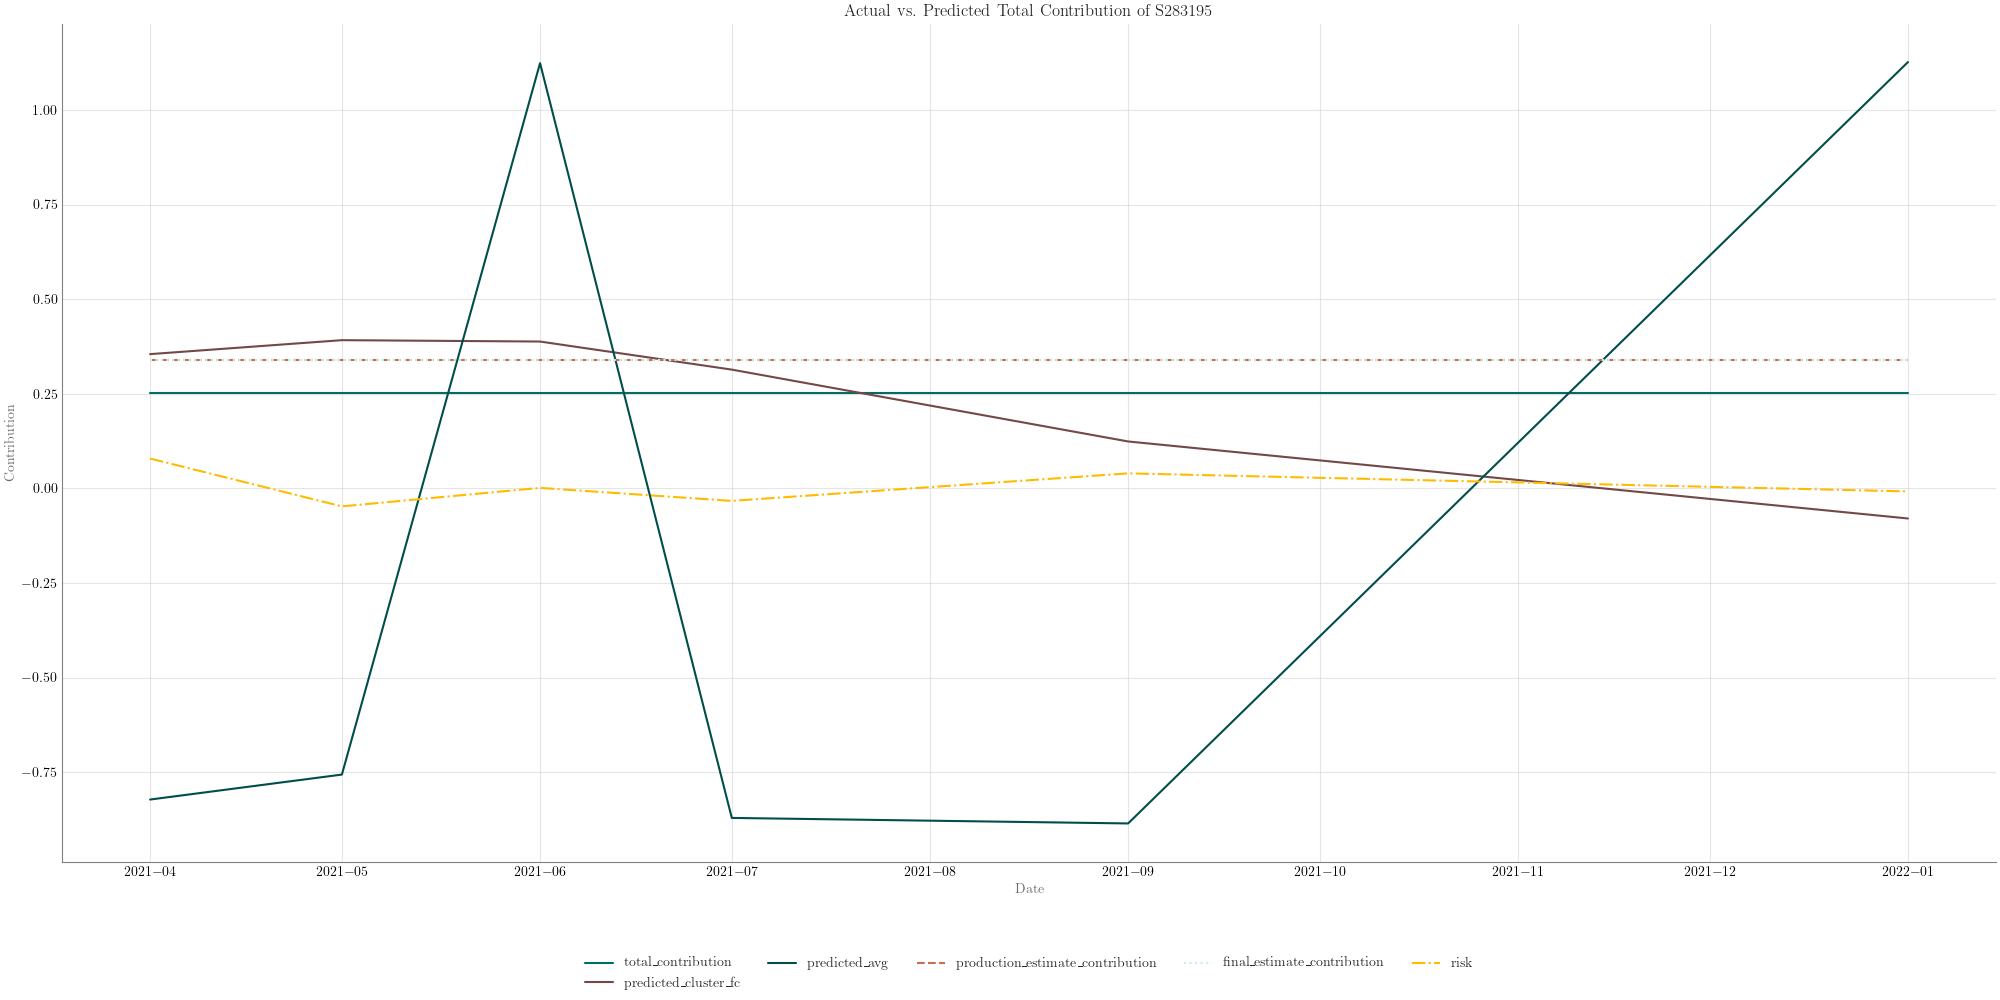 Actual vs. Predicted Total Contribution of S283195
Contribution
1.00
0.75
0.50
0.25
0.00
−0.25
−0.50
−0.75
2021−04 2021−05 2021−06 2021−07 2021−08 2021−09 2021−10 2021−11 2021−12 2022−01
Date
total_contribution predicted_avg production_estimate_contribution final_estimate_contribution risk
predicted_cluster_fc